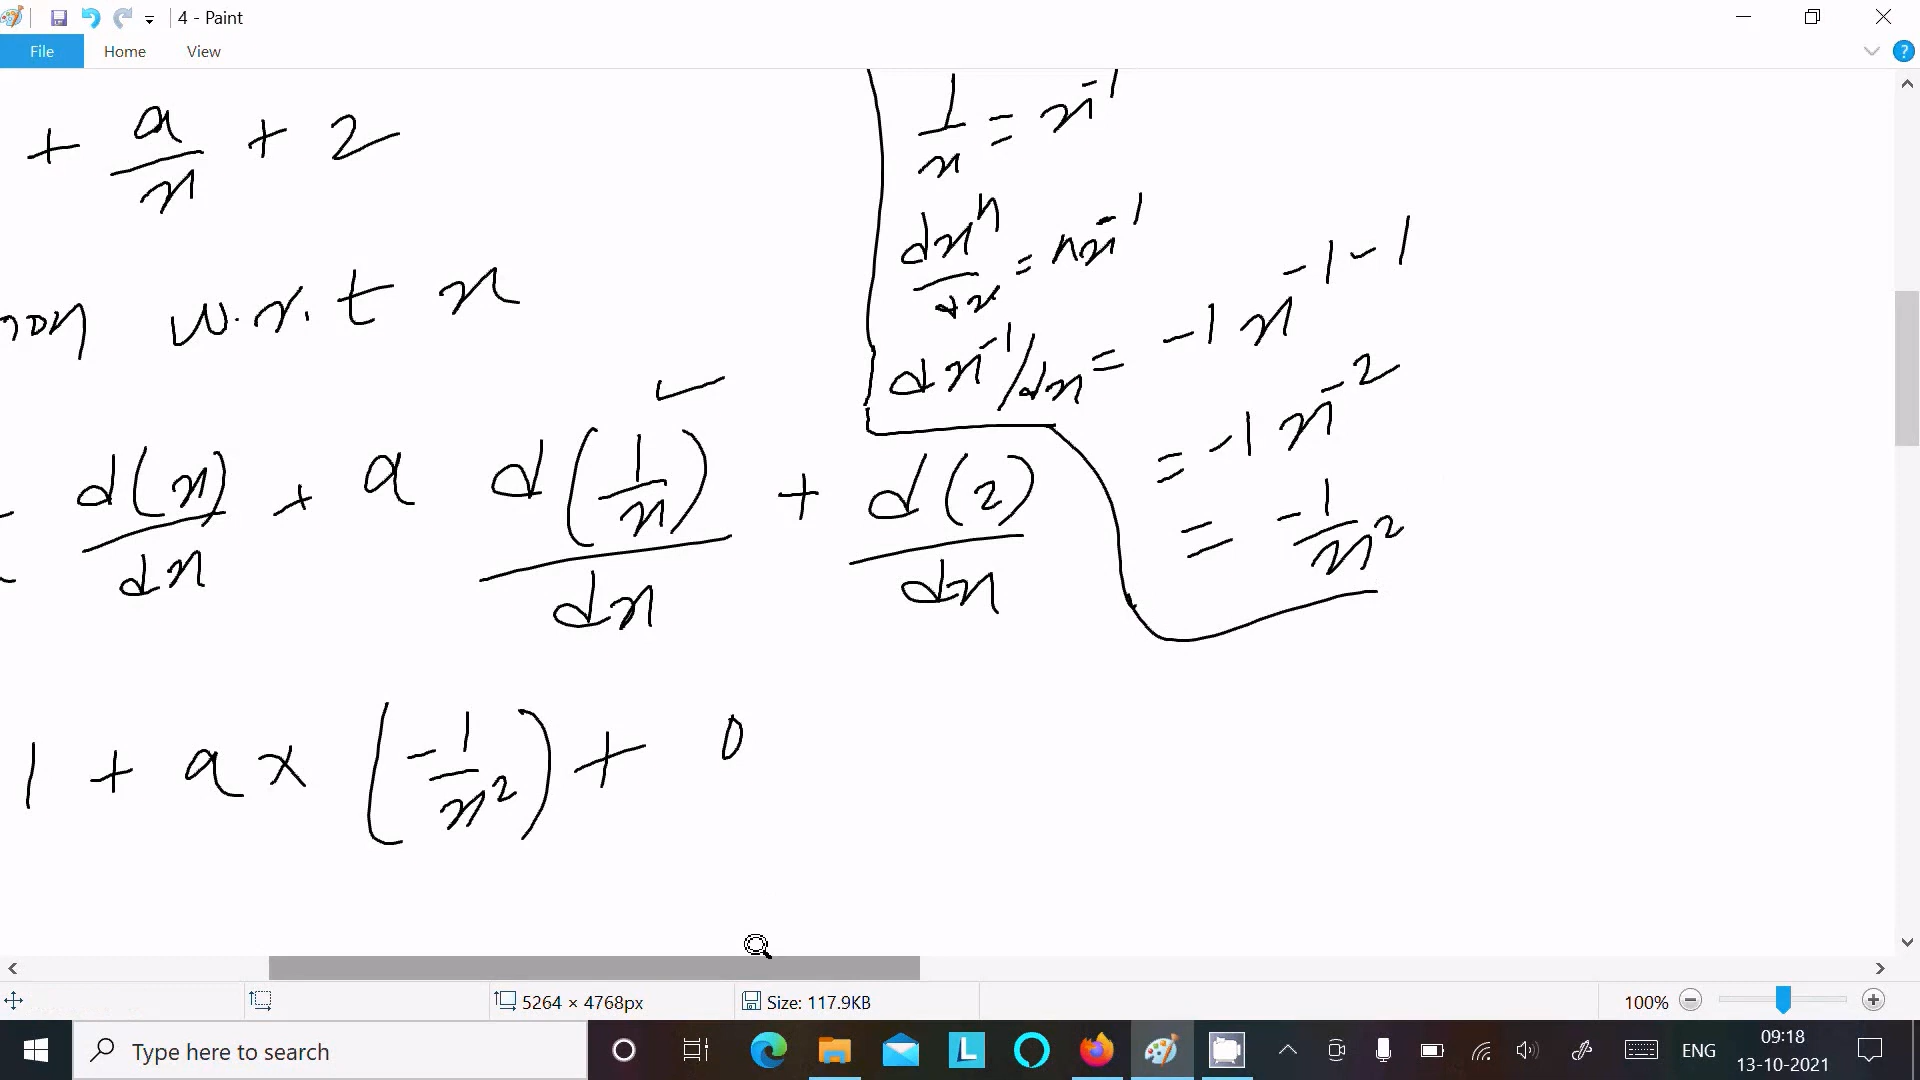 4 - Paint
File Home View
+ a/x + 2
w.r.t x
d(x)/dx + a d(1/x)/dx + d(2)/dx
1 + a x (-1/x²) + 0
1/x = x⁻¹
dxⁿ/dx = nx⁻¹
dx⁻¹/dx = -1 x⁻¹⁻¹
= -1 x⁻²
= -1/x²
5264 × 4768px Size: 117.9KB 100%
Type here to search
L
ENG
09:18
13-10-2021